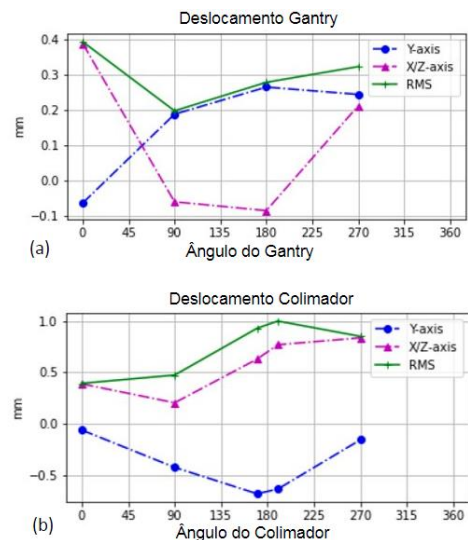 Deslocamento Gantry
0.4
0.3
0.2
0.1
0.0
−0.1
mm
Y-axis
X/Z-axis
RMS
0 45 90 135 180 225 270 315 360
(a) Ângulo do Gantry
Deslocamento Colimador
1.0
0.5
0.0
−0.5
mm
Y-axis
X/Z-axis
RMS
0 45 90 135 180 225 270 315 360
(b) Ângulo do Colimador